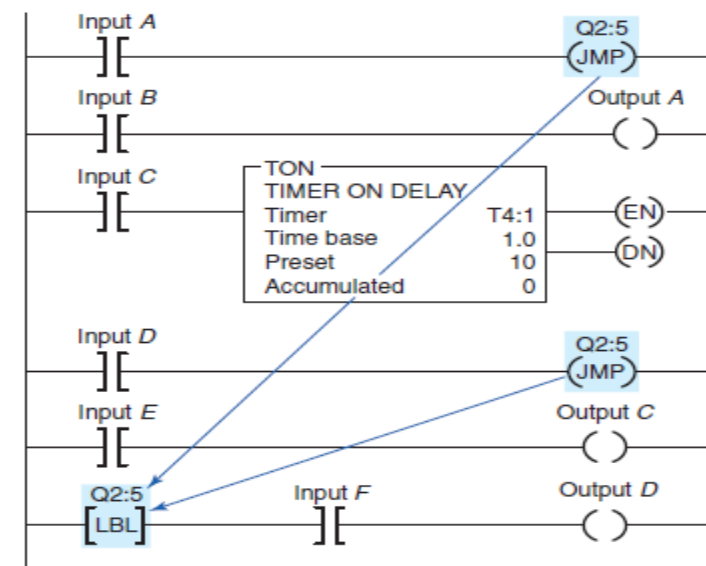 Input A
Q2:5
JMP
Input B
Output A
Input C
TON
TIMER ON DELAY
Timer T4:1
Time base 1.0
Preset 10
Accumulated 0
EN
DN
Input D
Q2:5
JMP
Input E
Output C
Q2:5
LBL
Input F
Output D